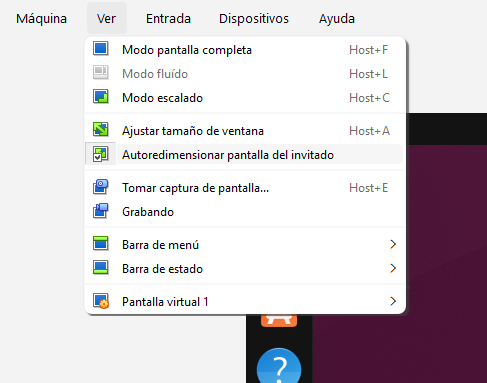 Máquina Ver Entrada Dispositivos Ayuda
Modo pantalla completa Host+F
Modo fluído Host+L
Modo escalado Host+C
Ajustar tamaño de ventana Host+A
Autoredimensionar pantalla del invitado
Tomar captura de pantalla... Host+E
Grabando
Barra de menú
Barra de estado
Pantalla virtual 1
?